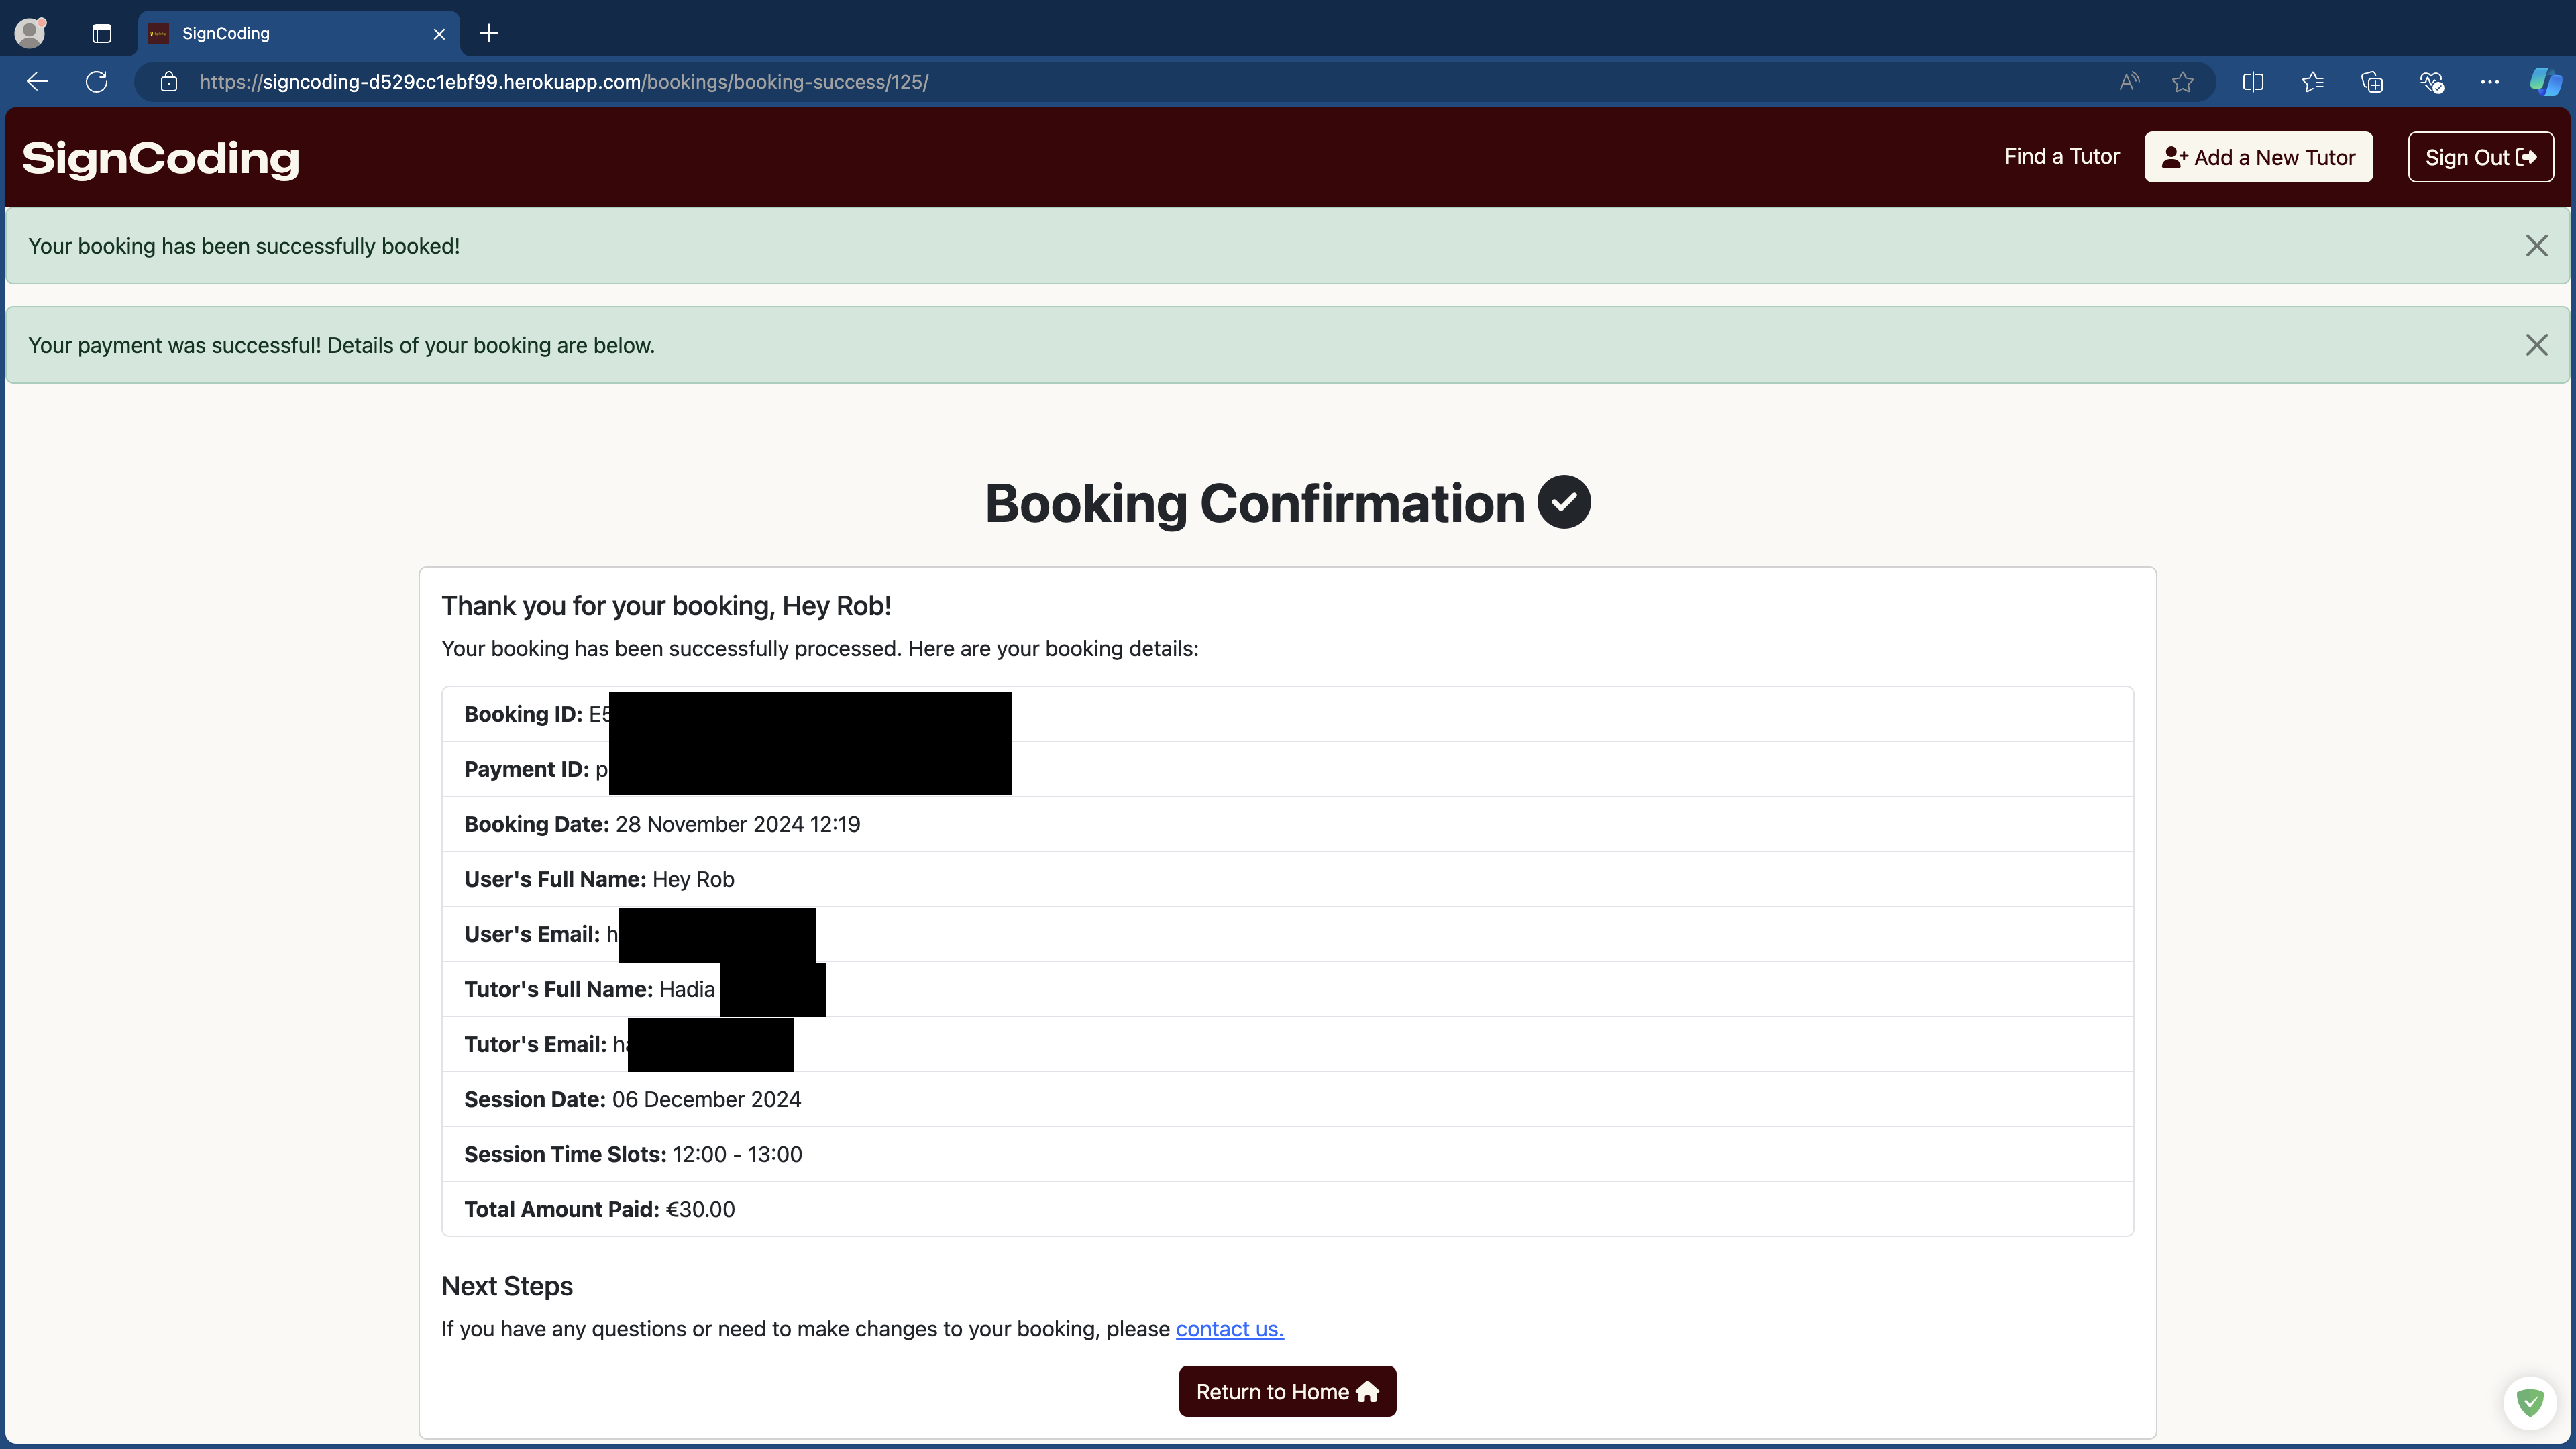 SignCoding
https://signcoding-d529cc1ebf99.herokuapp.com/bookings/booking-success/125/
SignCoding
Find a Tutor
Add a New Tutor
Sign Out
Your booking has been successfully booked!
Your payment was successful! Details of your booking are below.
Booking Confirmation
Thank you for your booking, Hey Rob!
Your booking has been successfully processed. Here are your booking details:
Booking ID: E5
Payment ID: p
Booking Date: 28 November 2024 12:19
User's Full Name: Hey Rob
User's Email: h
Tutor's Full Name: Hadia
Tutor's Email: ha
Session Date: 06 December 2024
Session Time Slots: 12:00 - 13:00
Total Amount Paid: €30.00
Next Steps
If you have any questions or need to make changes to your booking, please contact us.
Return to Home